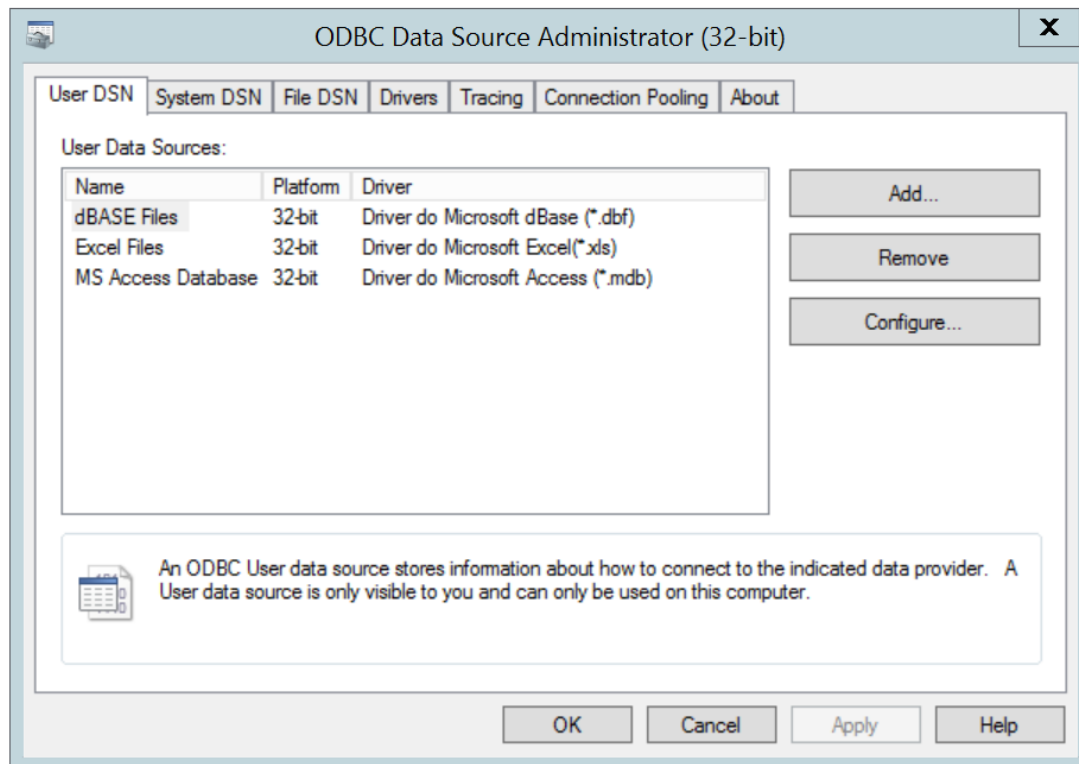 ODBC Data Source Administrator (32-bit)
X
User DSN System DSN File DSN Drivers Tracing Connection Pooling About
User Data Sources:
Name Platform Driver
dBASE Files 32-bit Driver do Microsoft dBase (*.dbf)
Excel Files 32-bit Driver do Microsoft Excel(*.xls)
MS Access Database 32-bit Driver do Microsoft Access (*.mdb)
Add...
Remove
Configure...
An ODBC User data source stores information about how to connect to the indicated data provider. A
User data source is only visible to you and can only be used on this computer.
OK Cancel Apply Help